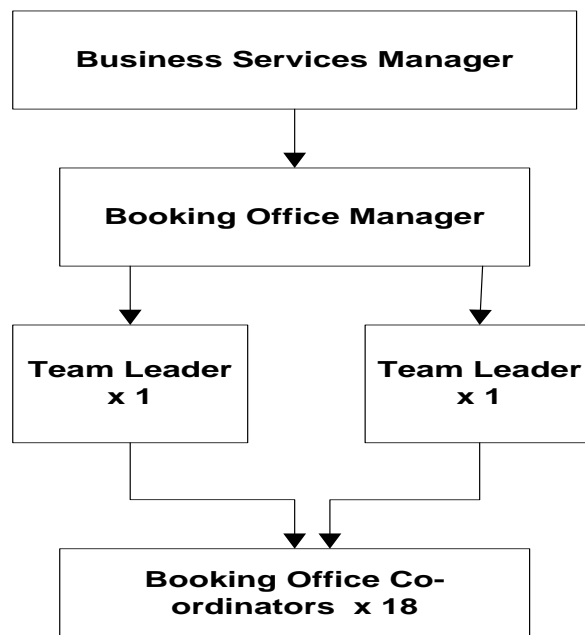 Business Services Manager
Booking Office Manager
Team Leader
x 1
Team Leader
x 1
Booking Office Co-
ordinators  x 18